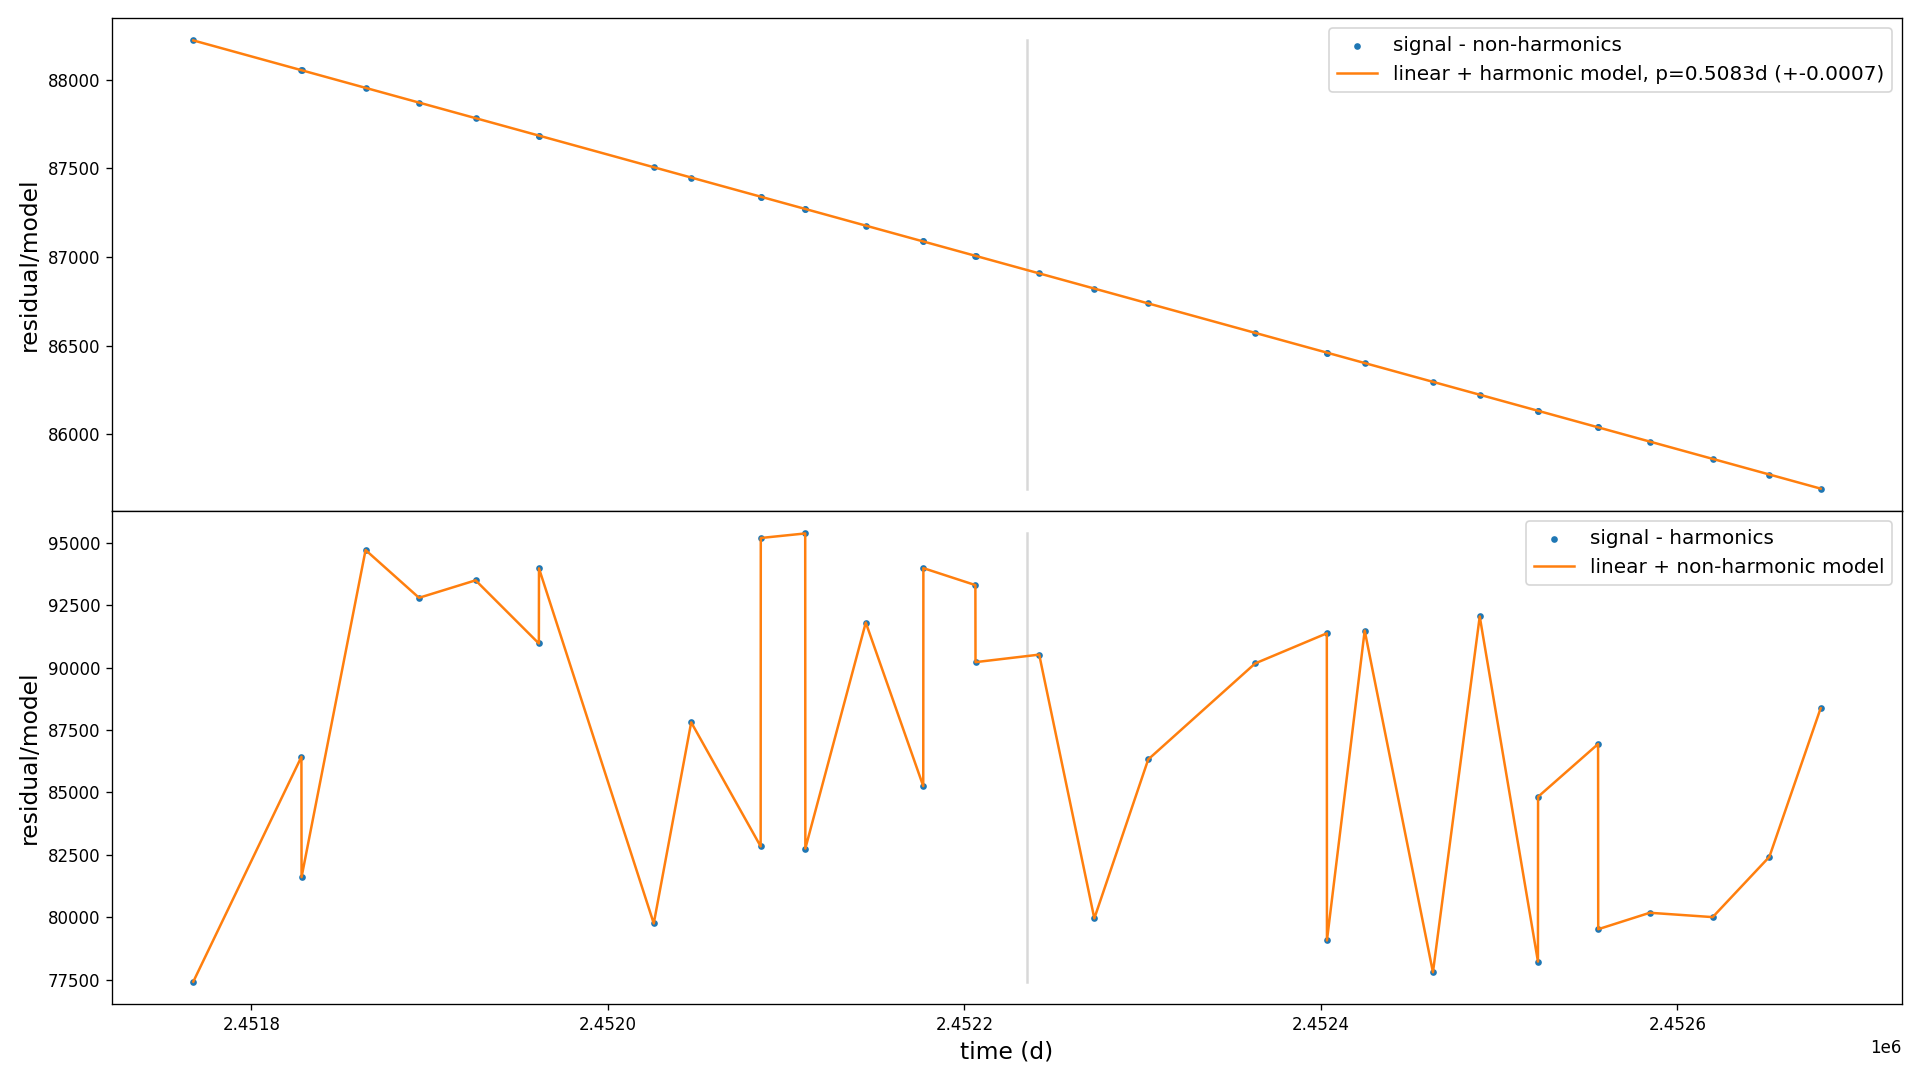 signal - non-harmonics
linear + harmonic model, p=0.5083d (+-0.0007)
88000
87500
87000
86500
86000
residual/model
signal - harmonics
linear + non-harmonic model
95000
92500
90000
87500
85000
82500
80000
77500
residual/model
2.4518 2.4520 2.4522 2.4524 2.4526
time (d)
1e6